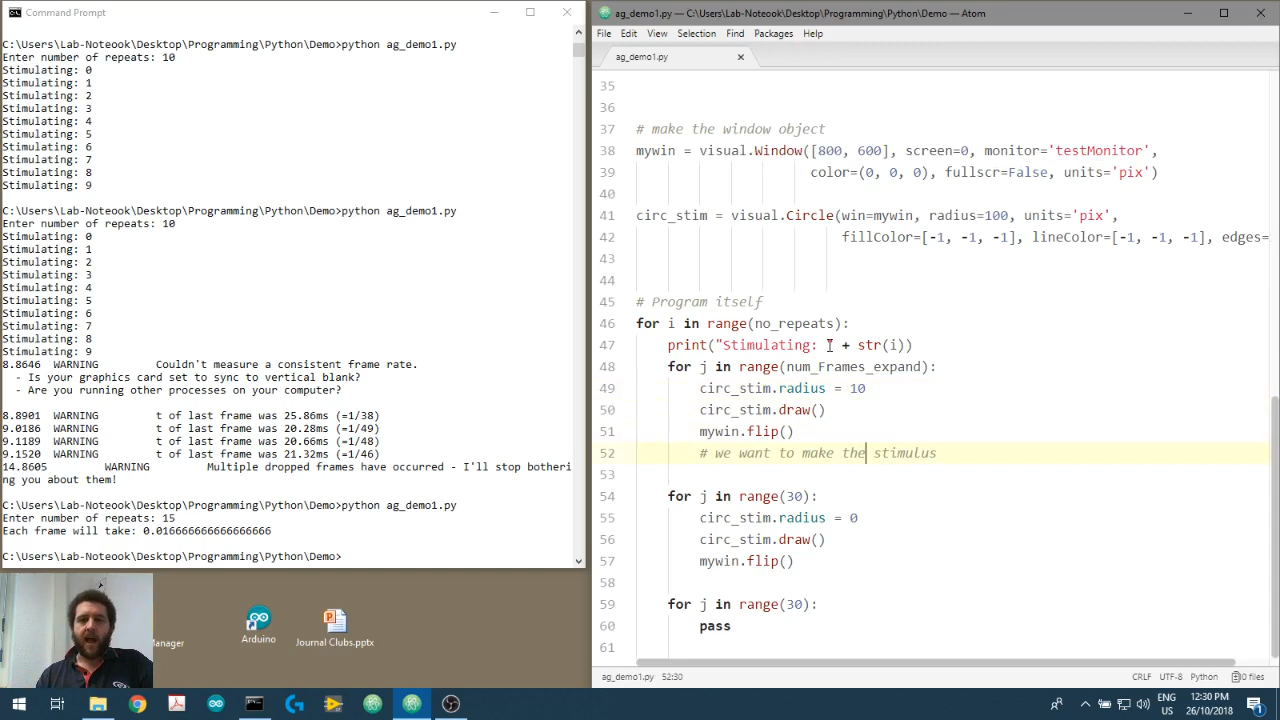 Command Prompt
C:\Users\Lab-Noteook\Desktop\Programming\Python\Demo>python ag_demo1.py
Enter number of repeats: 10
Stimulating: 0
Stimulating: 1
Stimulating: 2
Stimulating: 3
Stimulating: 4
Stimulating: 5
Stimulating: 6
Stimulating: 7
Stimulating: 8
Stimulating: 9
C:\Users\Lab-Noteook\Desktop\Programming\Python\Demo>python ag_demo1.py
Enter number of repeats: 10
Stimulating: 0
Stimulating: 1
Stimulating: 2
Stimulating: 3
Stimulating: 4
Stimulating: 5
Stimulating: 6
Stimulating: 7
Stimulating: 8
Stimulating: 9
8.8646 WARNING Couldn't measure a consistent frame rate.
- Is your graphics card set to sync to vertical blank?
- Are you running other processes on your computer?
8.8901 WARNING t of last frame was 25.86ms (=1/38)
9.0186 WARNING t of last frame was 20.28ms (=1/49)
9.1189 WARNING t of last frame was 20.66ms (=1/48)
9.1520 WARNING t of last frame was 21.32ms (=1/46)
14.8605 WARNING Multiple dropped frames have occurred - I'll stop botheri
ng you about them!
C:\Users\Lab-Noteook\Desktop\Programming\Python\Demo>python ag_demo1.py
Enter number of repeats: 15
Each frame will take: 0.016666666666666666
C:\Users\Lab-Noteook\Desktop\Programming\Python\Demo>
Manager
Arduino
Journal Clubs.pptx
ag_demo1.py — C:\Users\Lab-Noteook\Desktop\Programming\Python\Demo — Atom
File Edit View Selection Find Packages Help
ag_demo1.py
35
36
37 # make the window object
38 mywin = visual.Window([800, 600], screen=0, monitor='testMonitor',
39 color=(0, 0, 0), fullscr=False, units='pix')
40
41 circ_stim = visual.Circle(win=mywin, radius=100, units='pix',
42 fillColor=[-1, -1, -1], lineColor=[-1, -1, -1], edges=
43
44
45 # Program itself
46 for i in range(no_repeats):
47 print("Stimulating: " + str(i))
48 for j in range(num_Frames_expand):
49 circ_stim.radius = 10
50 circ_stim.draw()
51 mywin.flip()
52 # we want to make the stimulus
53
54 for j in range(30):
55 circ_stim.radius = 0
56 circ_stim.draw()
57 mywin.flip()
58
59 for j in range(30):
60 pass
61
ag_demo1.py 52:30 CRLF UTF-8 Python 0 files
ENG
US
12:30 PM
26/10/2018